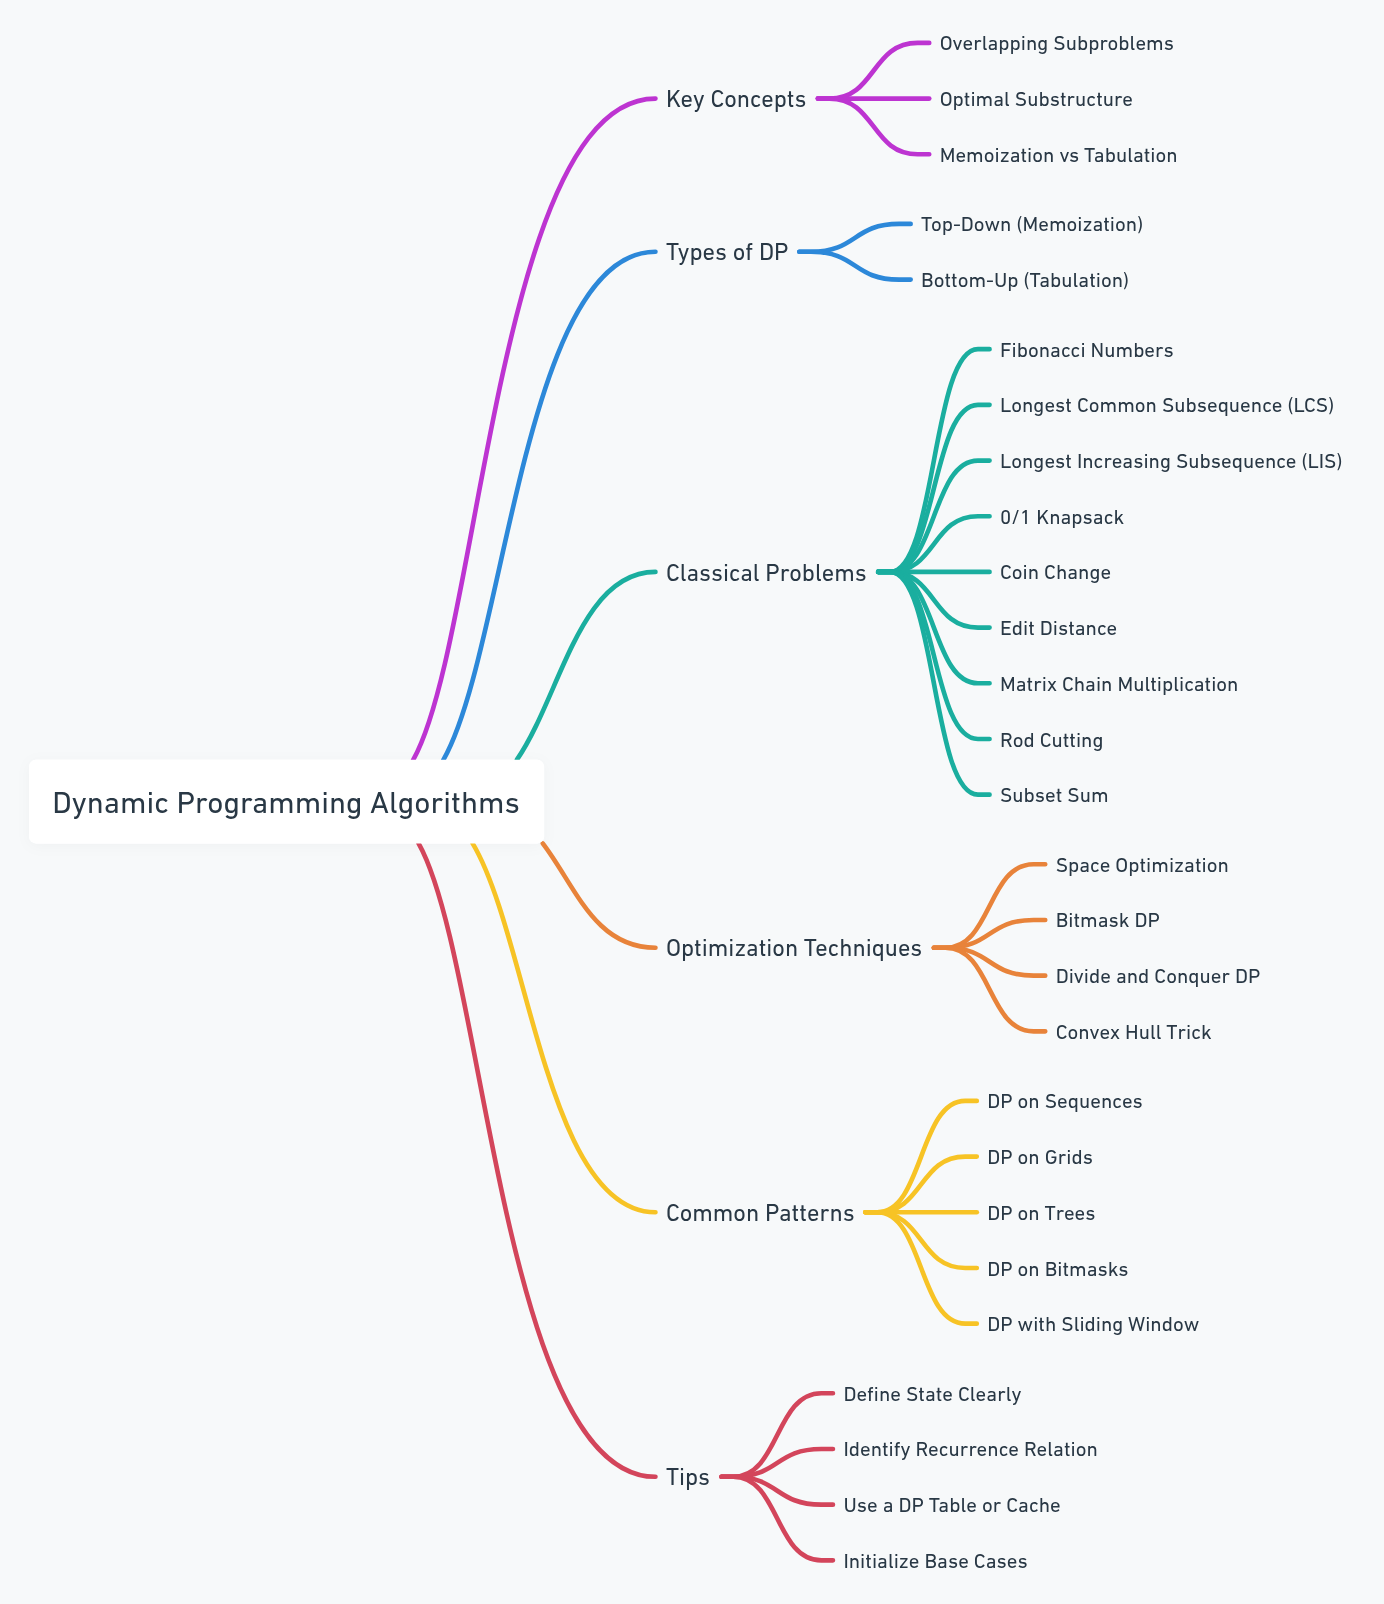 Dynamic Programming Algorithms
Key Concepts
Overlapping Subproblems
Optimal Substructure
Memoization vs Tabulation
Types of DP
Top-Down (Memoization)
Bottom-Up (Tabulation)
Classical Problems
Fibonacci Numbers
Longest Common Subsequence (LCS)
Longest Increasing Subsequence (LIS)
0/1 Knapsack
Coin Change
Edit Distance
Matrix Chain Multiplication
Rod Cutting
Subset Sum
Optimization Techniques
Space Optimization
Bitmask DP
Divide and Conquer DP
Convex Hull Trick
Common Patterns
DP on Sequences
DP on Grids
DP on Trees
DP on Bitmasks
DP with Sliding Window
Tips
Define State Clearly
Identify Recurrence Relation
Use a DP Table or Cache
Initialize Base Cases